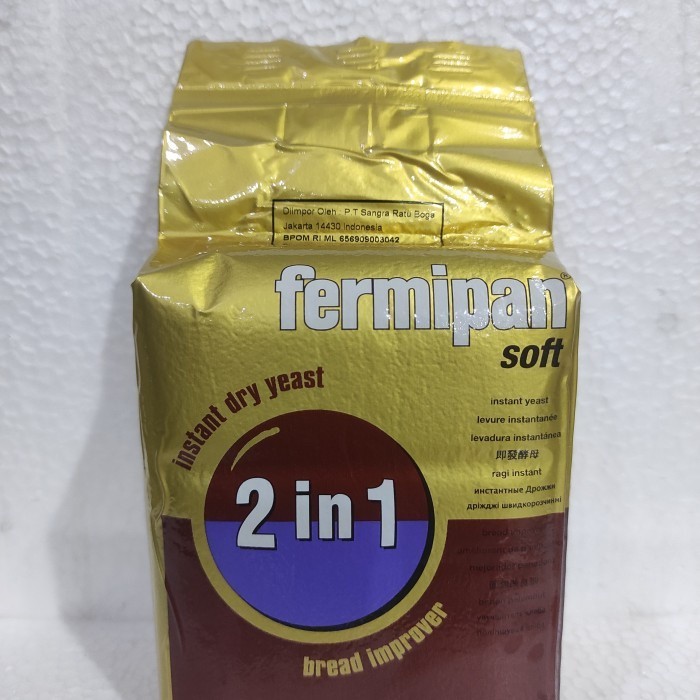 Diimpor Oleh : P T Sangra Ratu Boga
Jakarta 14430 Indonesia
BPOM RI ML 656909003042
fermipan®
soft
instant dry yeast
2 in 1
bread improver
instant yeast
levure instantanée
levadura instantánea
即發酵母
ragi instant
инстантные Дрожжи
дріжджі швидкорозчинні